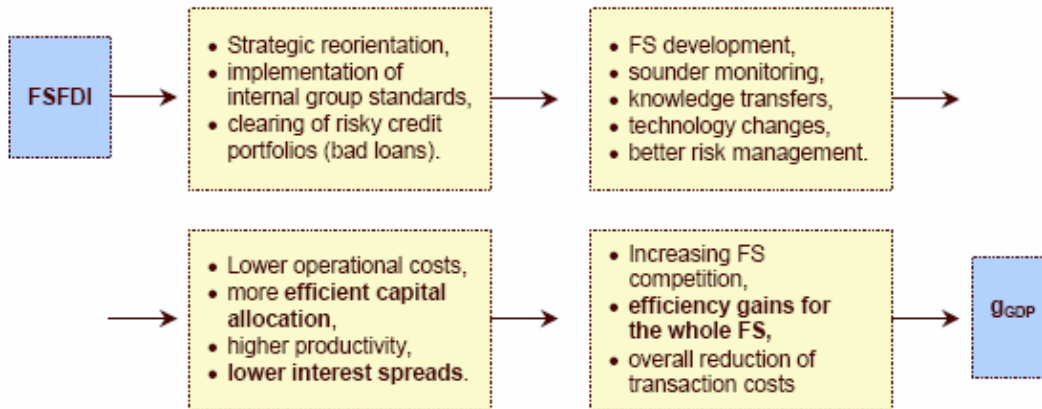 FSFDI
• Strategic reorientation,
• implementation of
internal group standards,
• clearing of risky credit
portfolios (bad loans).
• FS development,
• sounder monitoring,
• knowledge transfers,
• technology changes,
• better risk management.
• Lower operational costs,
• more efficient capital
allocation,
• higher productivity,
• lower interest spreads.
• Increasing FS
competition,
• efficiency gains for
the whole FS,
• overall reduction of
transaction costs
gGDP